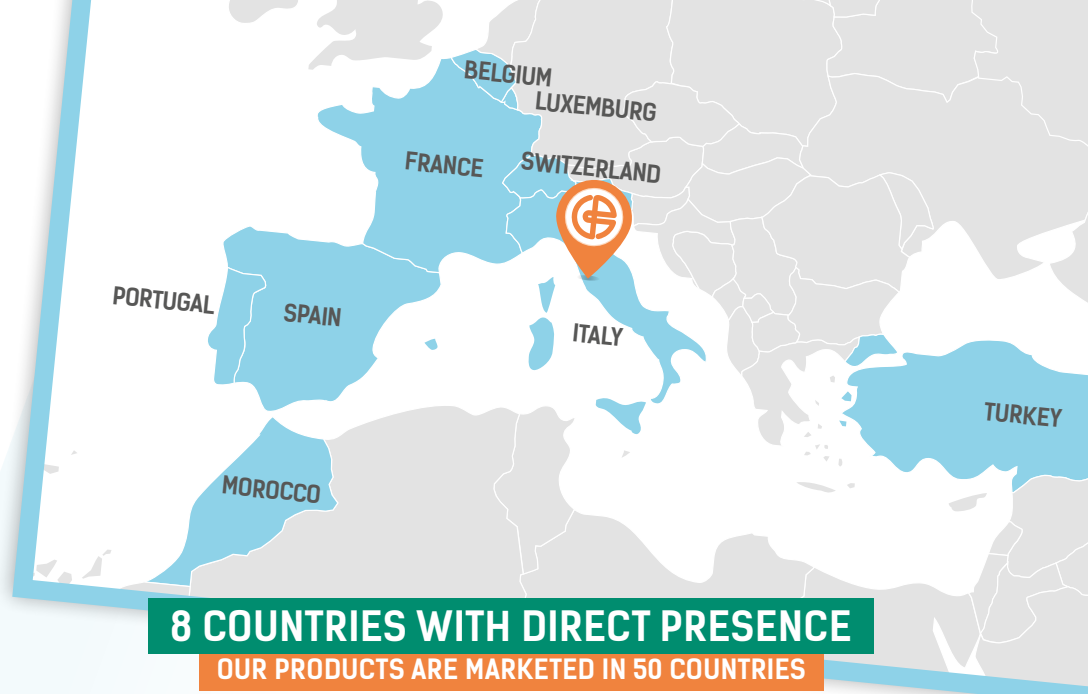 BELGIUM
LUXEMBURG
FRANCE
SWITZERLAND
PORTUGAL
SPAIN
ITALY
TURKEY
MOROCCO
8 COUNTRIES WITH DIRECT PRESENCE
OUR PRODUCTS ARE MARKETED IN 50 COUNTRIES